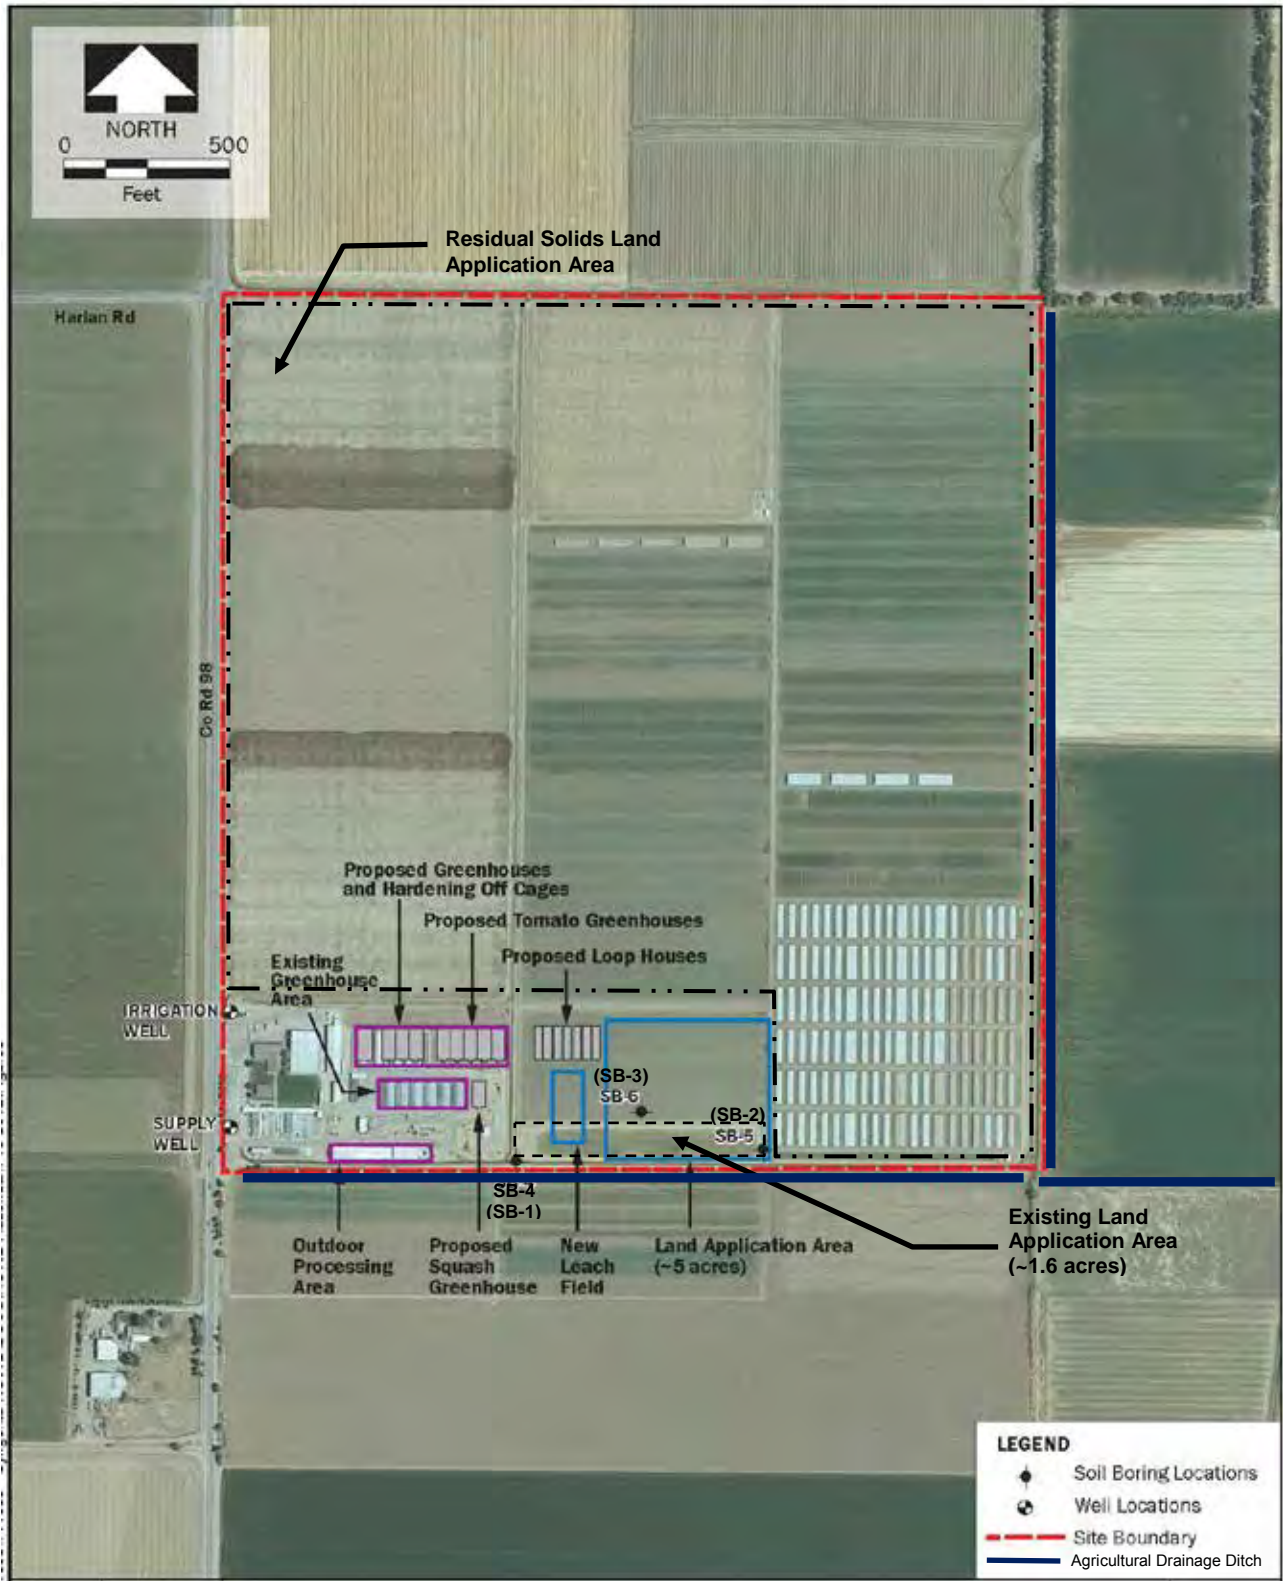 NORTH
0 500
Feet
Residual Solids Land
Application Area
Harlan Rd
Co Rd 98
Proposed Greenhouses
and Hardening Off Cages
Proposed Tomato Greenhouses
Proposed Loop Houses
Existing
Greenhouse
Area
IRRIGATION
WELL
(SB-3)
SB-6
(SB-2)
SB-5
SUPPLY
WELL
SB-4
(SB-1)
Outdoor
Processing
Area
Proposed
Squash
Greenhouse
New
Leach
Field
Land Application Area
(~5 acres)
Existing Land
Application Area
(~1.6 acres)
LEGEND
Soil Boring Locations
Well Locations
Site Boundary
Agricultural Drainage Ditch